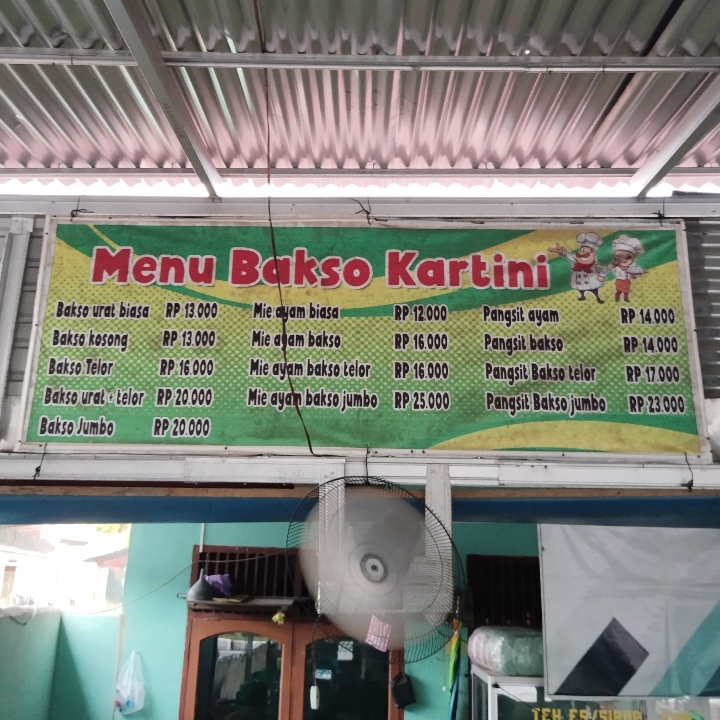 Menu Bakso Kartini
Bakso urat biasa RP 13.000
Bakso kosong RP 13.000
Bakso Telor RP 16.000
Bakso urat + telor RP 20.000
Bakso Jumbo RP 20.000
Mie ayam biasa RP 12.000
Mie ayam bakso RP 16.000
Mie ayam bakso telor RP 16.000
Mie ayam bakso jumbo RP 25.000
Pangsit ayam RP 14.000
Pangsit bakso RP 14.000
Pangsit Bakso telor RP 17.000
Pangsit Bakso jumbo RP 23.000
TEH ES/SIRUP